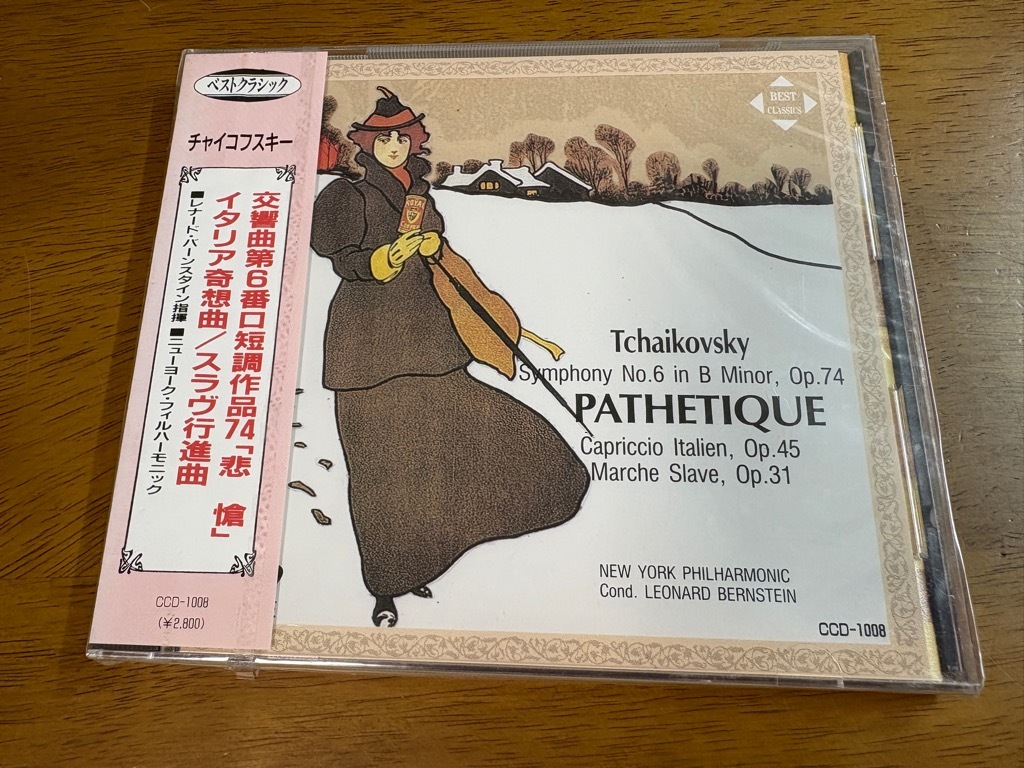 ベストクラシック
チャイコフスキー
交響曲第6番ロ短調作品74「悲愴」
イタリア奇想曲/スラヴ行進曲
■レナード・バーンスタイン指揮 ■ニューヨーク・フィルハーモニック
CCD-1008
(¥2,800)
BEST
CLASSICS
Tchaikovsky
Symphony No.6 in B Minor, Op.74
PATHETIQUE
Capriccio Italien, Op.45
Marche Slave, Op.31
NEW YORK PHILHARMONIC
Cond. LEONARD BERNSTEIN
CCD-1008